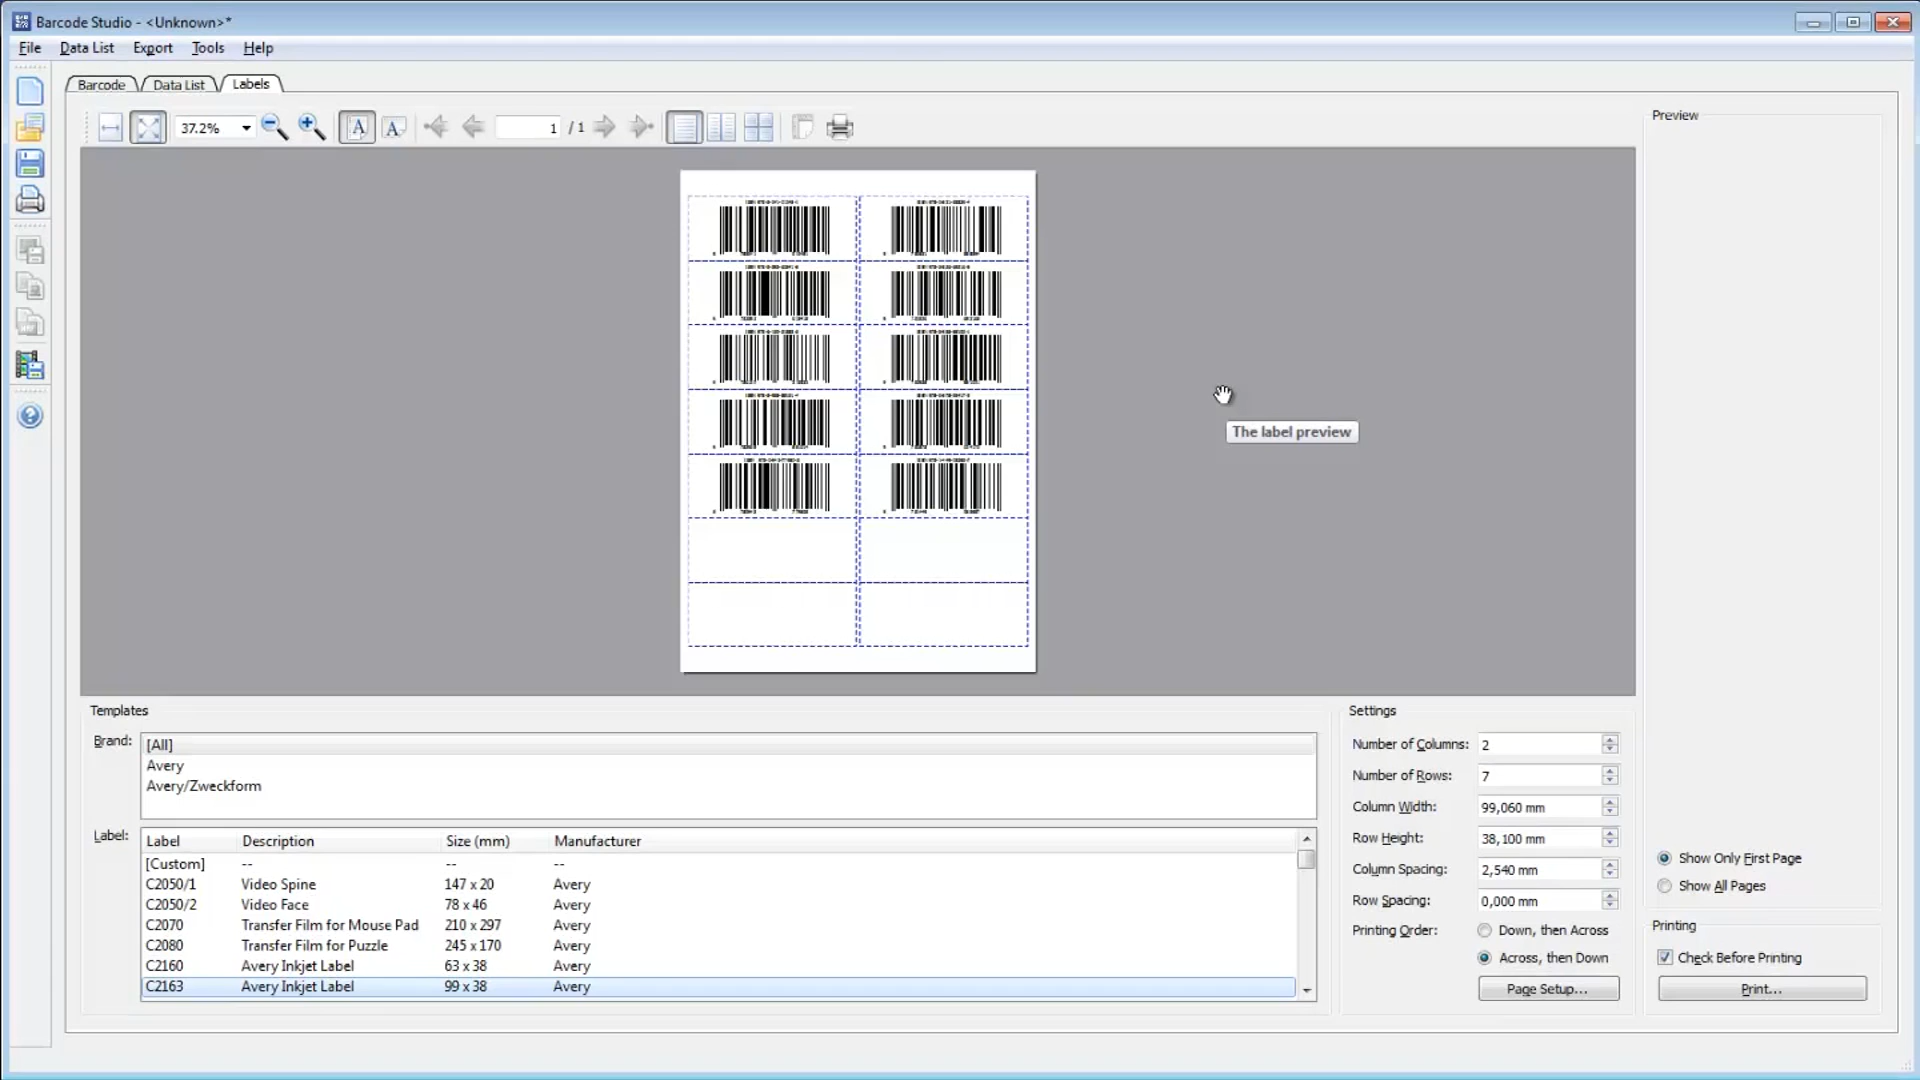 Barcode Studio - <Unknown>*
File Data List Export Tools Help
Barcode Data List Labels
37.2% 1 / 1
Preview
The label preview
Templates
Brand: [All]
Avery
Avery/Zweckform
Label: Label Description Size (mm) Manufacturer
[Custom] -- -- --
C2050/1 Video Spine 147 x 20 Avery
C2050/2 Video Face 78 x 46 Avery
C2070 Transfer Film for Mouse Pad 210 x 297 Avery
C2080 Transfer Film for Puzzle 245 x 170 Avery
C2160 Avery Inkjet Label 63 x 38 Avery
C2163 Avery Inkjet Label 99 x 38 Avery
Settings
Number of Columns: 2
Number of Rows: 7
Column Width: 99,060 mm
Row Height: 38,100 mm
Column Spacing: 2,540 mm
Row Spacing: 0,000 mm
Printing Order: Down, then Across
Across, then Down
Page Setup...
Show Only First Page
Show All Pages
Printing
Check Before Printing
Print...